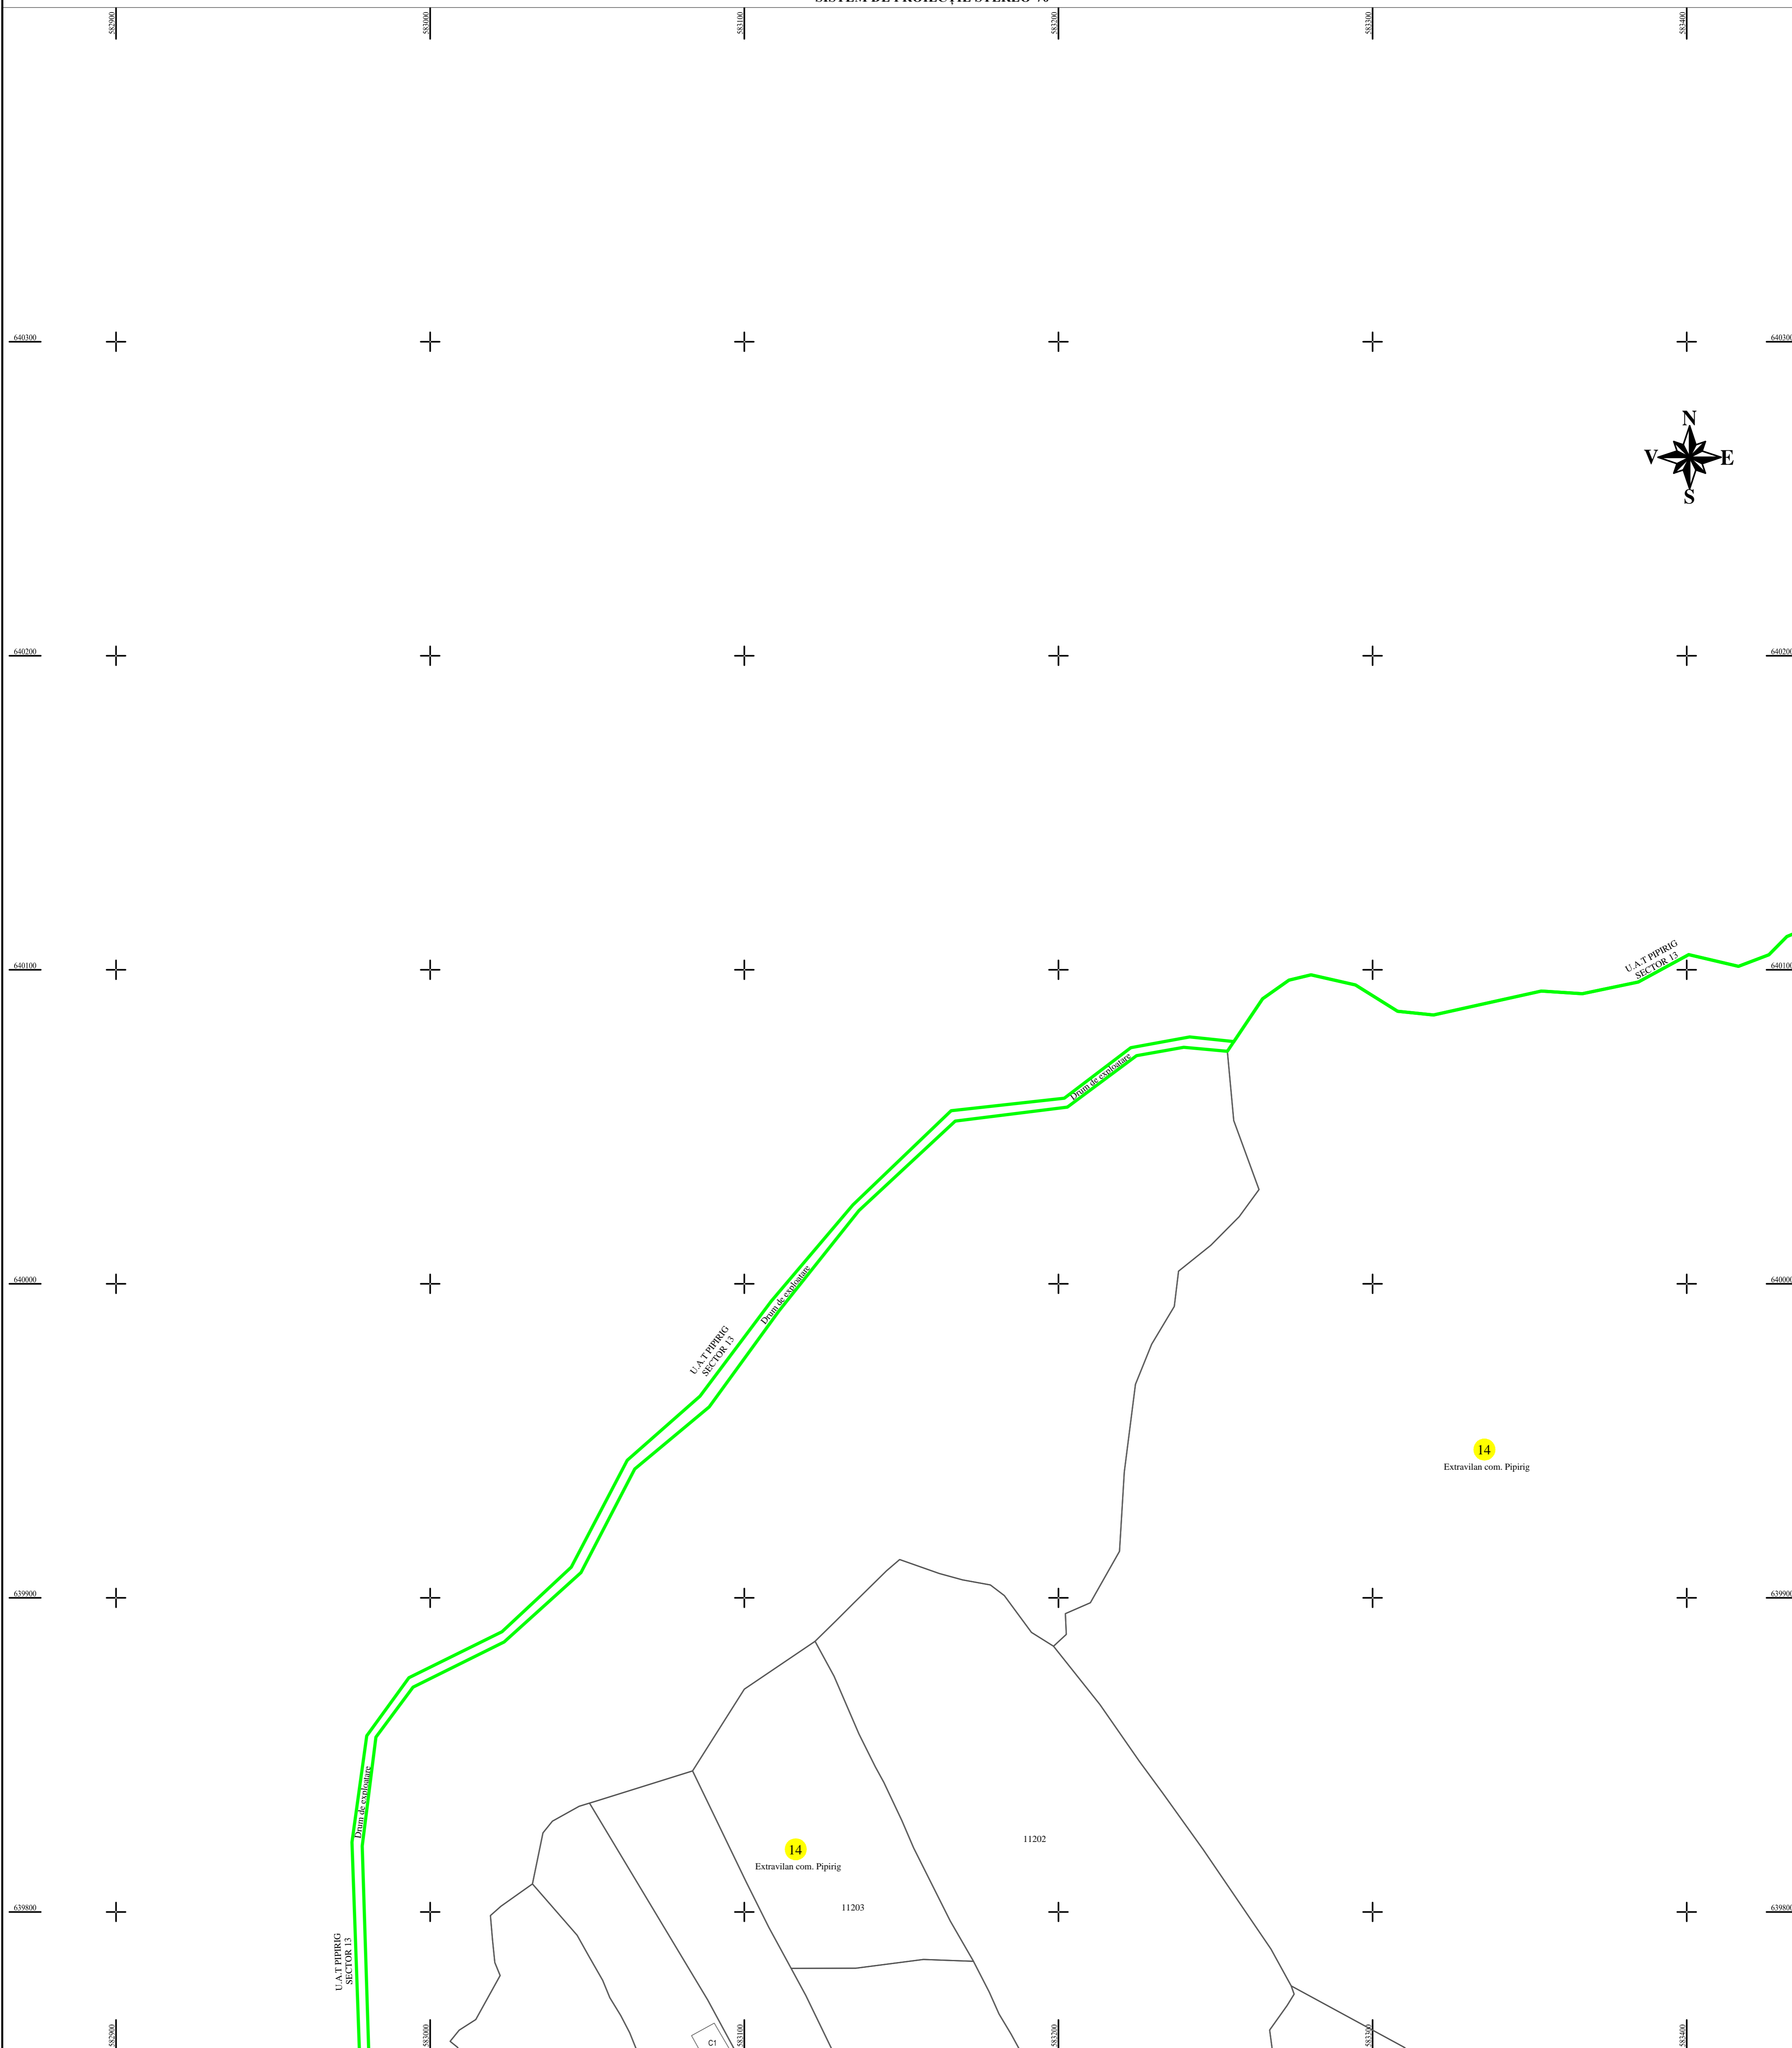 SISTEM DE PROIECȚIE STEREO 70
582900
583000
583100
583200
583300
583400
640300
640300
N
V
E
S
640200
640200
U.A.T PIPIRIG
SECTOR 13
640100
640100
Drum de exploatare
640000
640000
Drum de exploatare
U.A.T PIPIRIG
SECTOR 13
14
Extravilan com. Pipirig
639900
639900
Drum de exploatare
11202
14
Extravilan com. Pipirig
11203
639800
639800
U.A.T PIPIRIG
SECTOR 13
582900
583000
C1
583100
583200
583300
583400